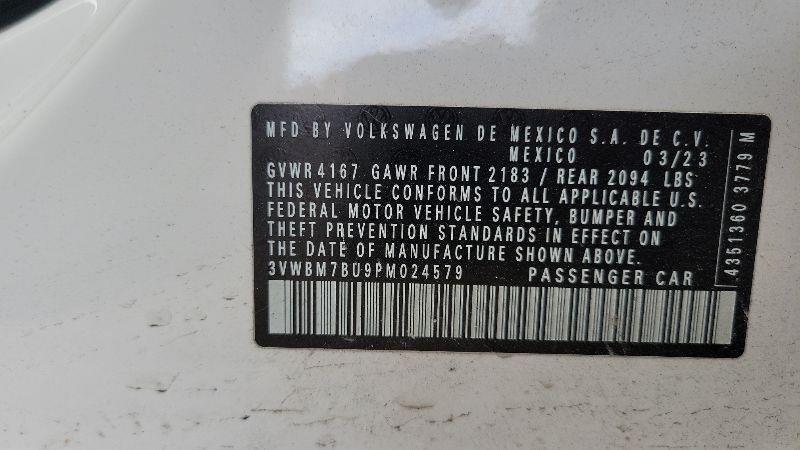 MFD BY VOLKSWAGEN DE MEXICO S.A. DE C.V.
MEXICO 03/23
GVWR 4167 GAWR FRONT 2183 / REAR 2094 LBS
THIS VEHICLE CONFORMS TO ALL APPLICABLE U.S.
FEDERAL MOTOR VEHICLE SAFETY, BUMPER AND
THEFT PREVENTION STANDARDS IN EFFECT ON
THE DATE OF MANUFACTURE SHOWN ABOVE.
3VWBM7BU9PM024579 PASSENGER CAR
4351360 3779 M